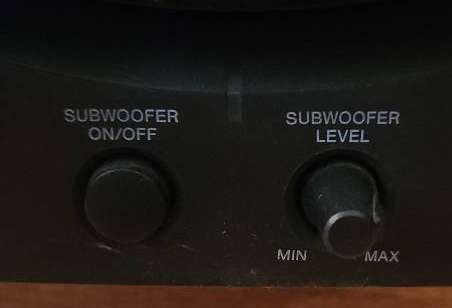 SUBWOOFER
ON/OFF
SUBWOOFER
LEVEL
MIN MAX